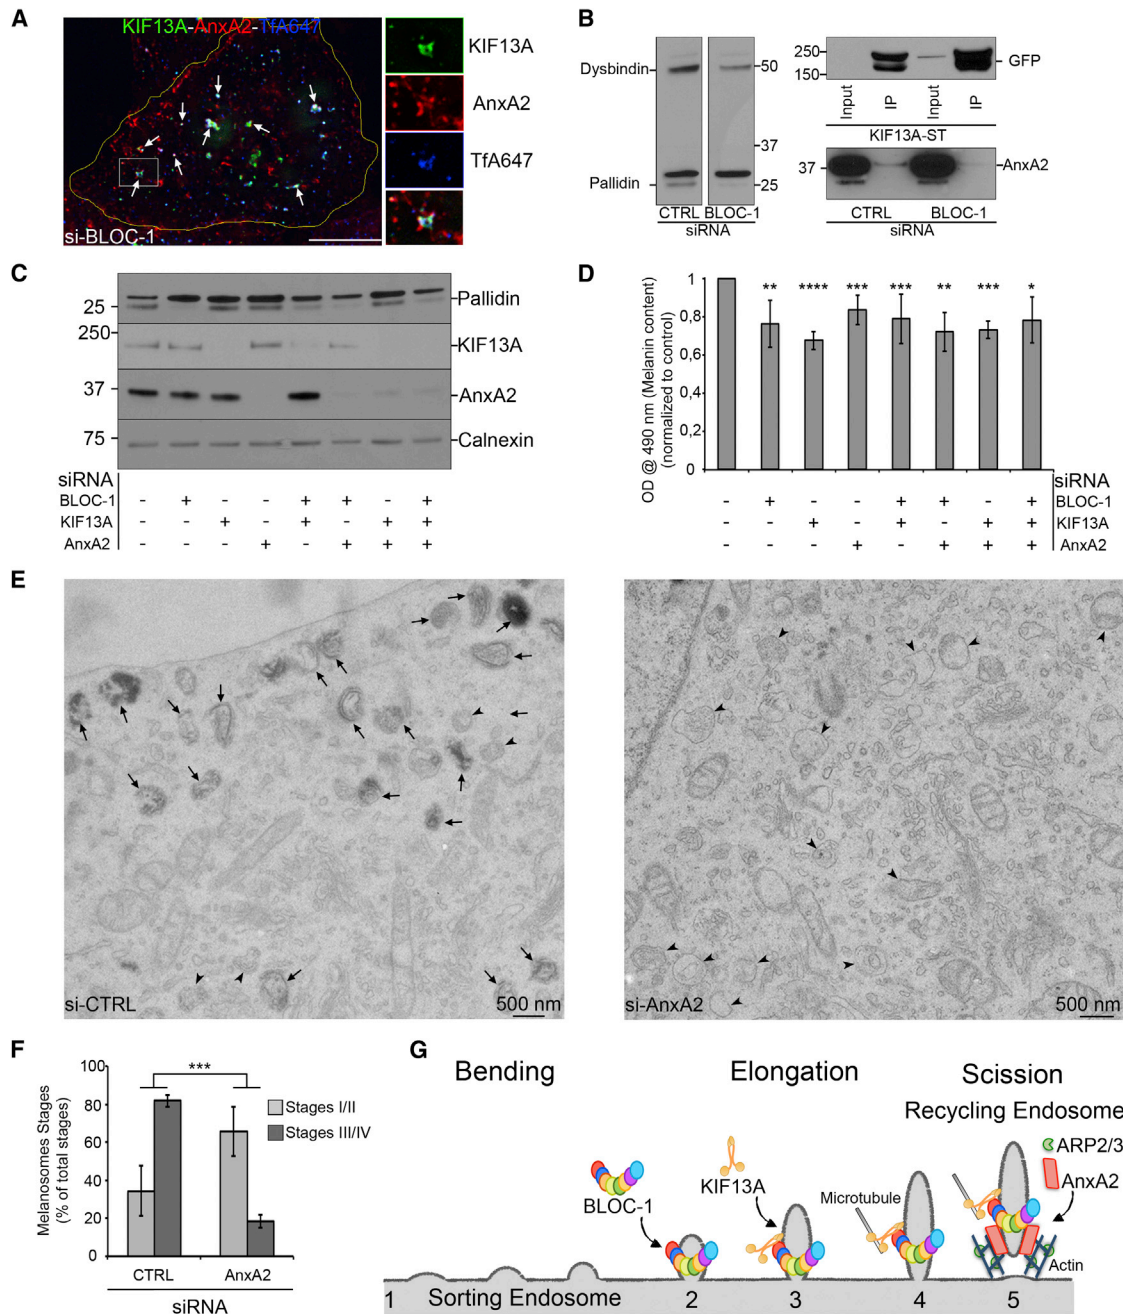 A
KIF13A-AnxA2-TfA647
KIF13A
AnxA2
TfA647
si-BLOC-1
B
Dysbindin
Pallidin
50
37
25
CTRL BLOC-1
siRNA
250
150
GFP
Input
IP
Input
IP
KIF13A-ST
37
AnxA2
CTRL BLOC-1
siRNA
C
25
Pallidin
250
KIF13A
37
AnxA2
75
Calnexin
siRNA
BLOC-1 - + - - + + - +
KIF13A - - + - + - + +
AnxA2 - - - + - + + +
D
OD @ 490 nm (Melanin content)
(normalized to control)
1
0,8
0,6
0,4
0,2
0
** **** *** *** ** *** *
siRNA
- + - - + + - + BLOC-1
- - + - + - + + KIF13A
- - - + - + + + AnxA2
E
si-CTRL
500 nm
si-AnxA2
500 nm
F
Melanosomes Stages
(% of total stages)
100
80
60
40
20
0
***
Stages I/II
Stages III/IV
CTRL AnxA2
siRNA
G
Bending
Elongation
Scission
Recycling Endosome
ARP2/3
AnxA2
BLOC-1
KIF13A
Microtubule
Actin
1 Sorting Endosome 2 3 4 5